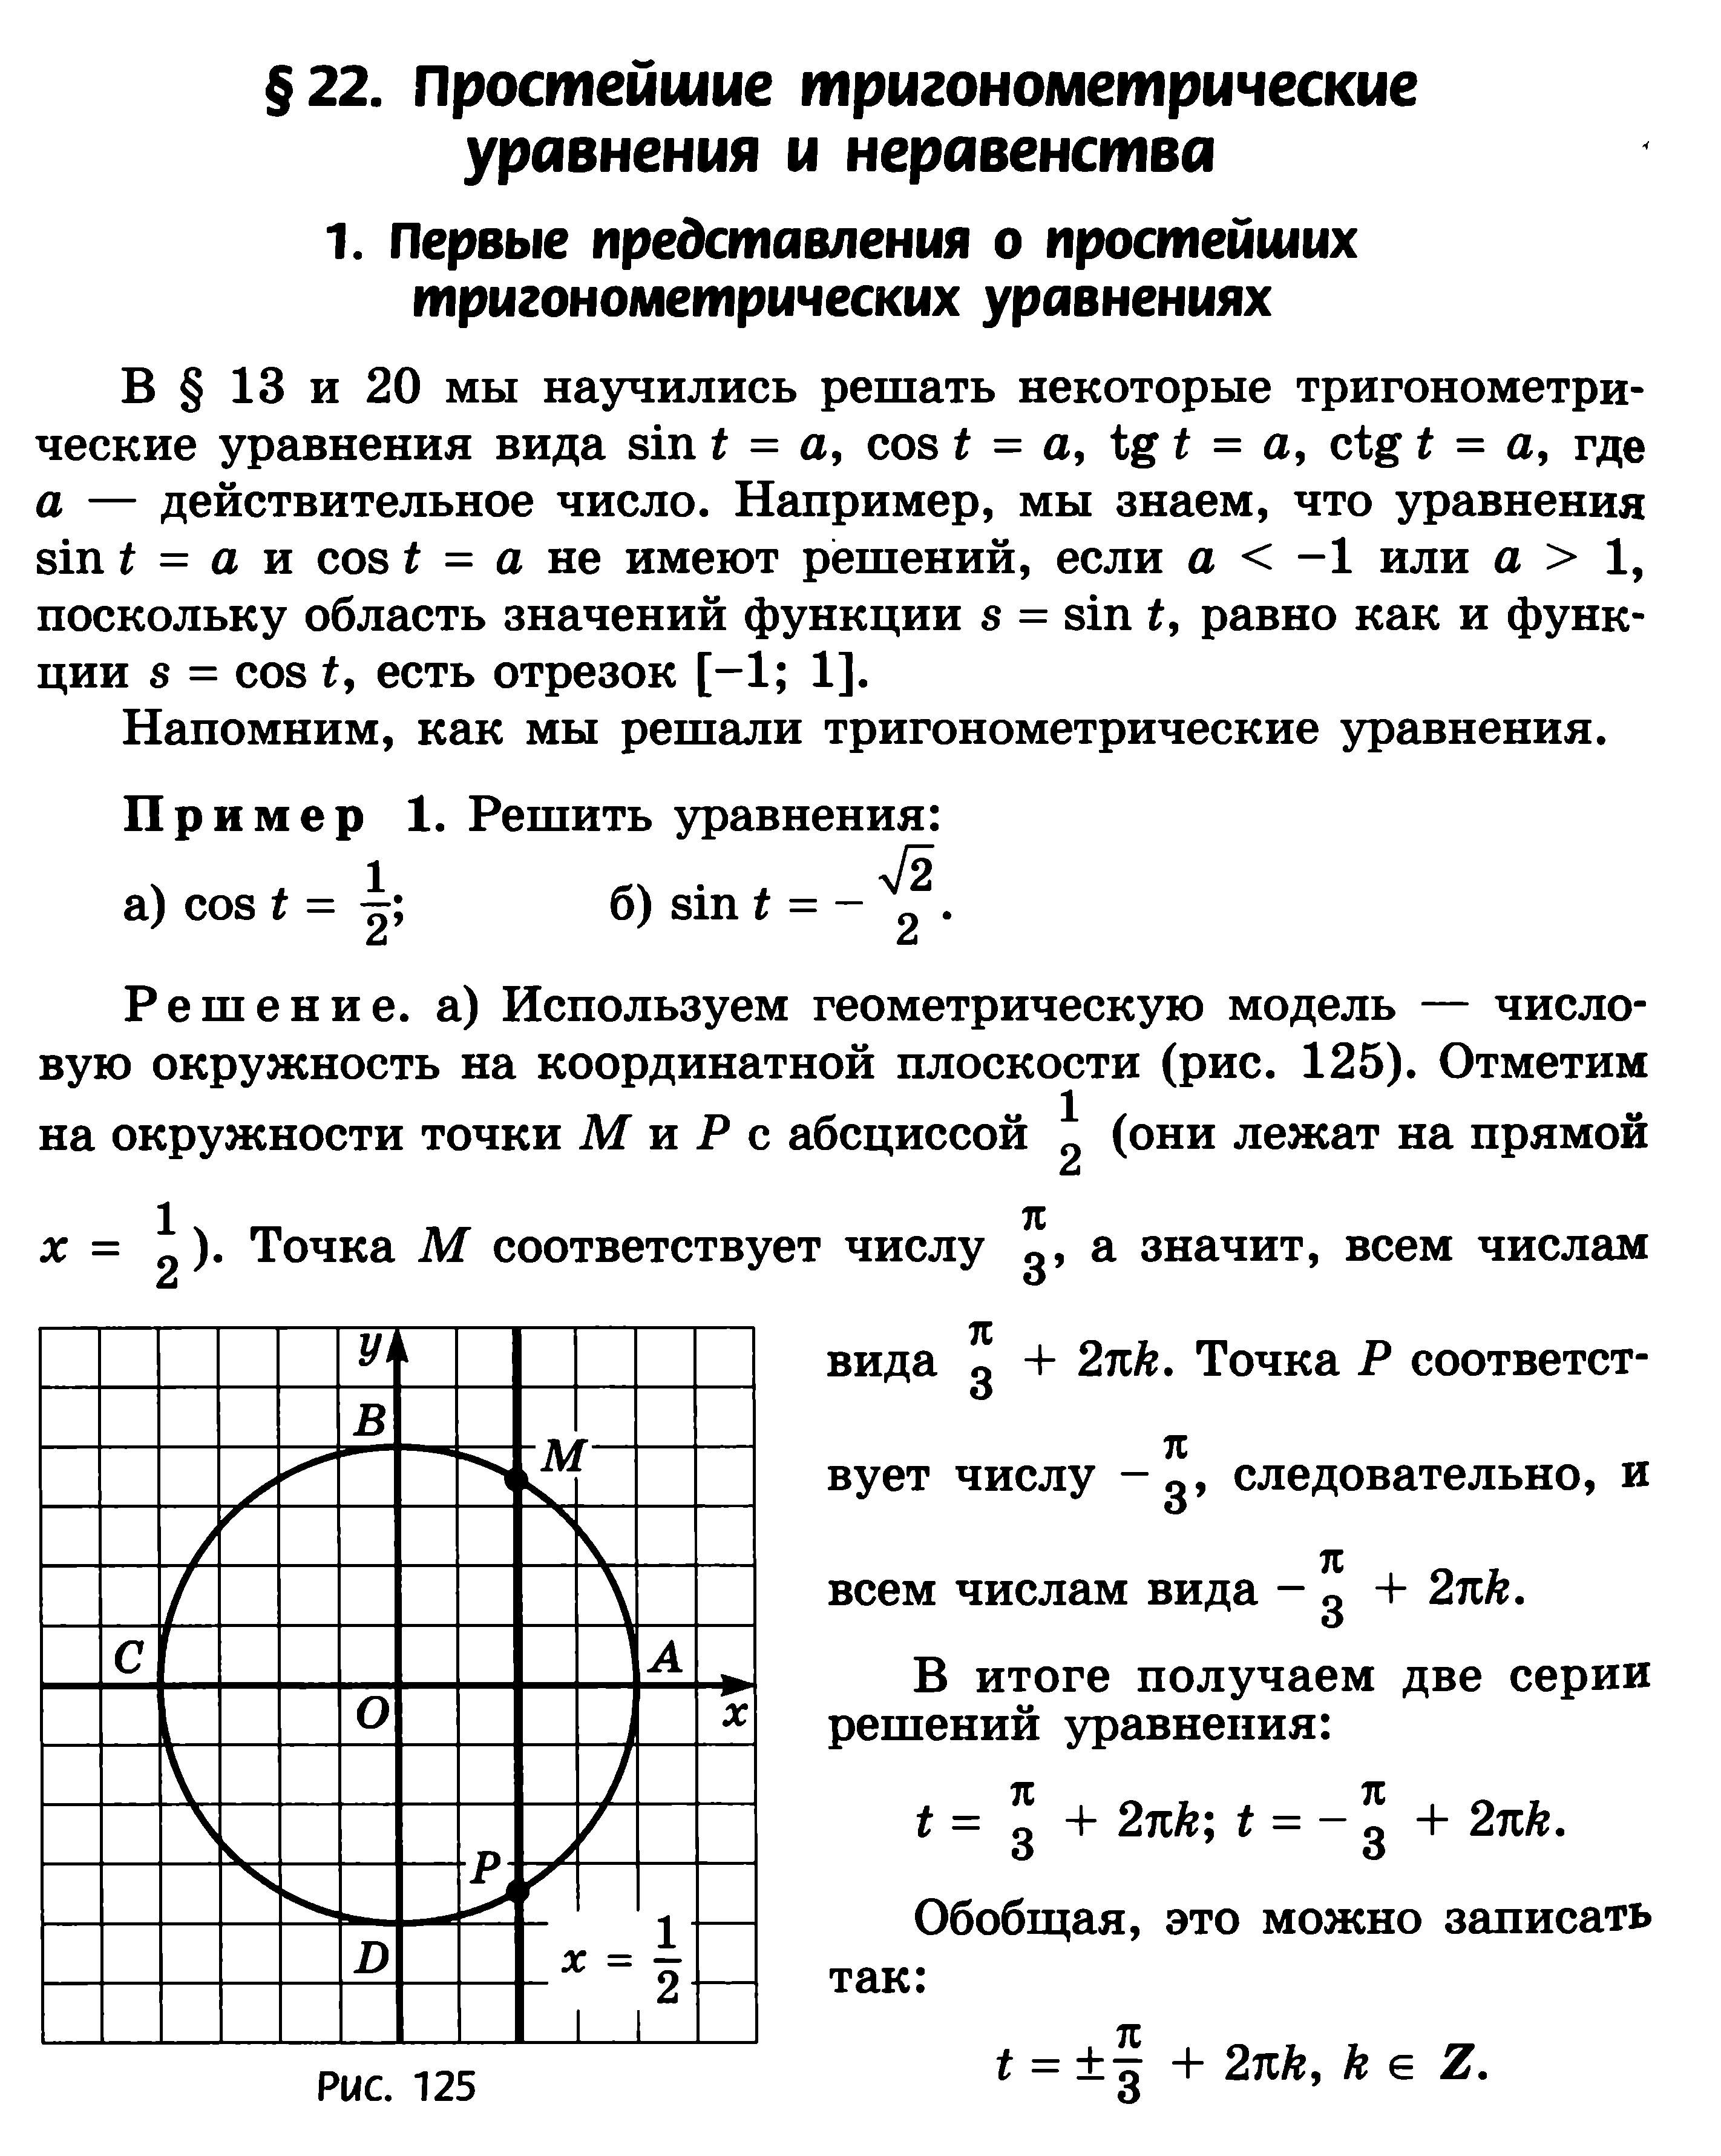 § 22. Простейшие тригонометрические
уравнения и неравенства
1. Первые представления о простейших
тригонометрических уравнениях
В § 13 и 20 мы научились решать некоторые тригонометри-
ческие уравнения вида sin t = a, cos t = a, tg t = a, ctg t = a, где
a — действительное число. Например, мы знаем, что уравнения
sin t = a и cos t = a не имеют решений, если a < −1 или a > 1,
поскольку область значений функции s = sin t, равно как и функ-
ции s = cos t, есть отрезок [−1; 1].
Напомним, как мы решали тригонометрические уравнения.
Пример 1. Решить уравнения:
а) cos t = 1/2; б) sin t = − √2/2.
Решение. а) Используем геометрическую модель — число-
вую окружность на координатной плоскости (рис. 125). Отметим
на окружности точки M и P с абсциссой 1/2 (они лежат на прямой
x = 1/2). Точка M соответствует числу π/3, а значит, всем числам
вида π/3 + 2πk. Точка P соответст-
вует числу −π/3, следовательно, и
всем числам вида −π/3 + 2πk.
В итоге получаем две серии
решений уравнения:
t = π/3 + 2πk; t = −π/3 + 2πk.
Обобщая, это можно записать
так:
t = ±π/3 + 2πk, k ∈ Z.
y
B
M
C
A
O
x
P
D
x = 1/2
Рис. 125